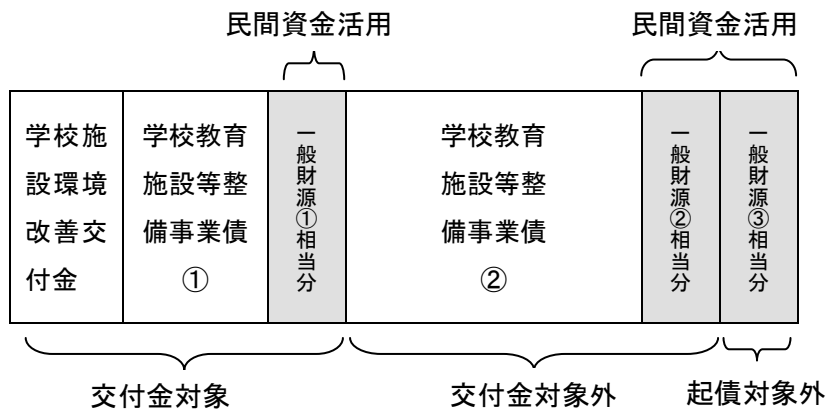 民間資金活用
民間資金活用
学校施
設環境
改善交
付金
学校教育
施設等整
備事業債
①
一般財源①相当分
学校教育
施設等整
備事業債
②
一般財源②相当分
一般財源③相当分
交付金対象
交付金対象外
起債対象外